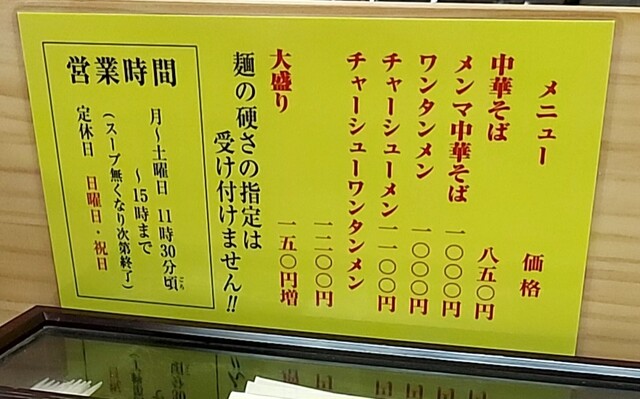 メニュー 価格
中華そば 八五〇円
メンマ中華そば 一〇〇〇円
ワンタンメン 一〇〇〇円
チャーシューメン 一一〇〇円
チャーシューワンタンメン 一二〇〇円
大盛り 一五〇円増
麺の硬さの指定は
受け付けません!!
営業時間
月〜土曜日 11時30分頃
ごろ
〜15時まで
(スープ無くなり次第終了)
定休日 日曜日・祝日